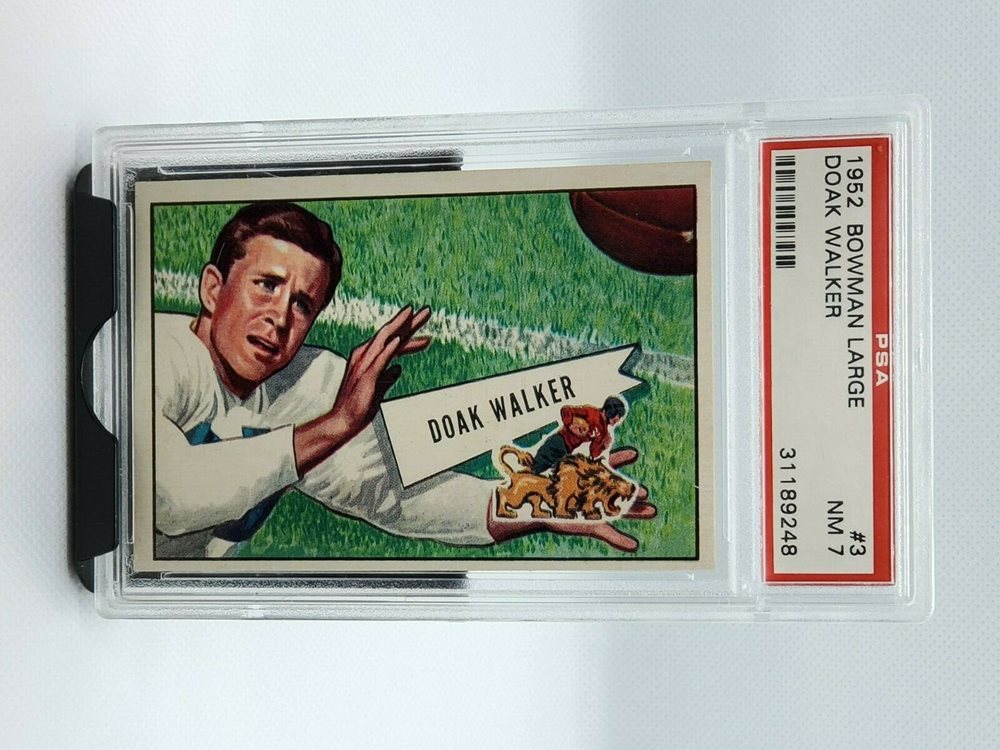 PSA
1952 BOWMAN LARGE #3
DOAK WALKER NM 7
31189248
DOAK WALKER